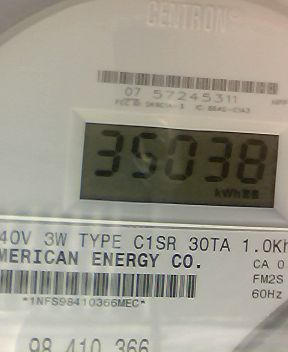 CENTRON®
07 57245311
35038
kWh
40V 3W TYPE C1SR 30TA 1.0Kh
MERICAN ENERGY CO.
CA 0
FM2S
*1NFS98410366MEC*
60Hz
98 410 366